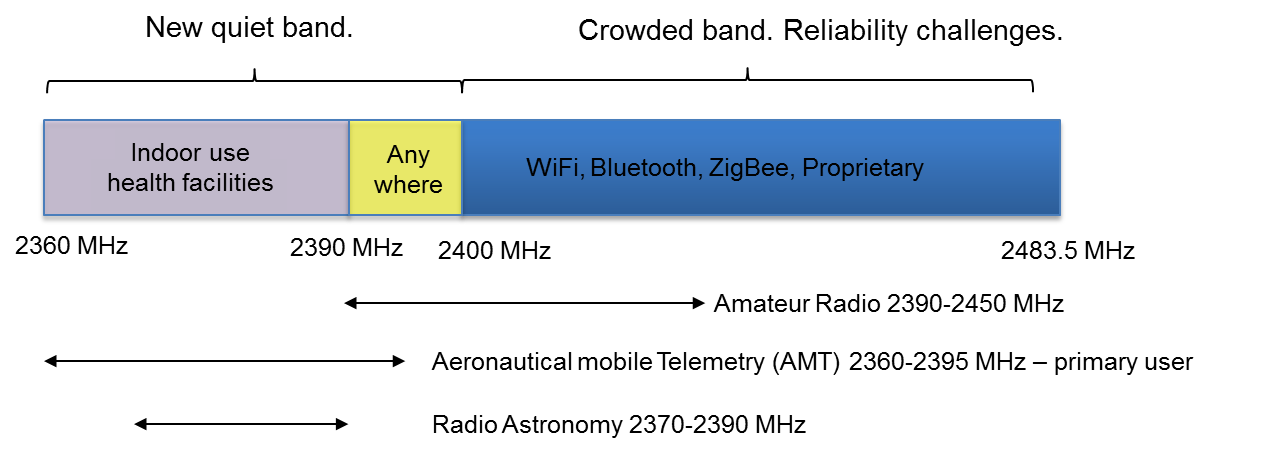 New quiet band.
Crowded band. Reliability challenges.
Indoor use
health facilities
Any
where
WiFi, Bluetooth, ZigBee, Proprietary
2360 MHz
2390 MHz
2400 MHz
2483.5 MHz
Amateur Radio 2390-2450 MHz
Aeronautical mobile Telemetry (AMT) 2360-2395 MHz – primary user
Radio Astronomy 2370-2390 MHz